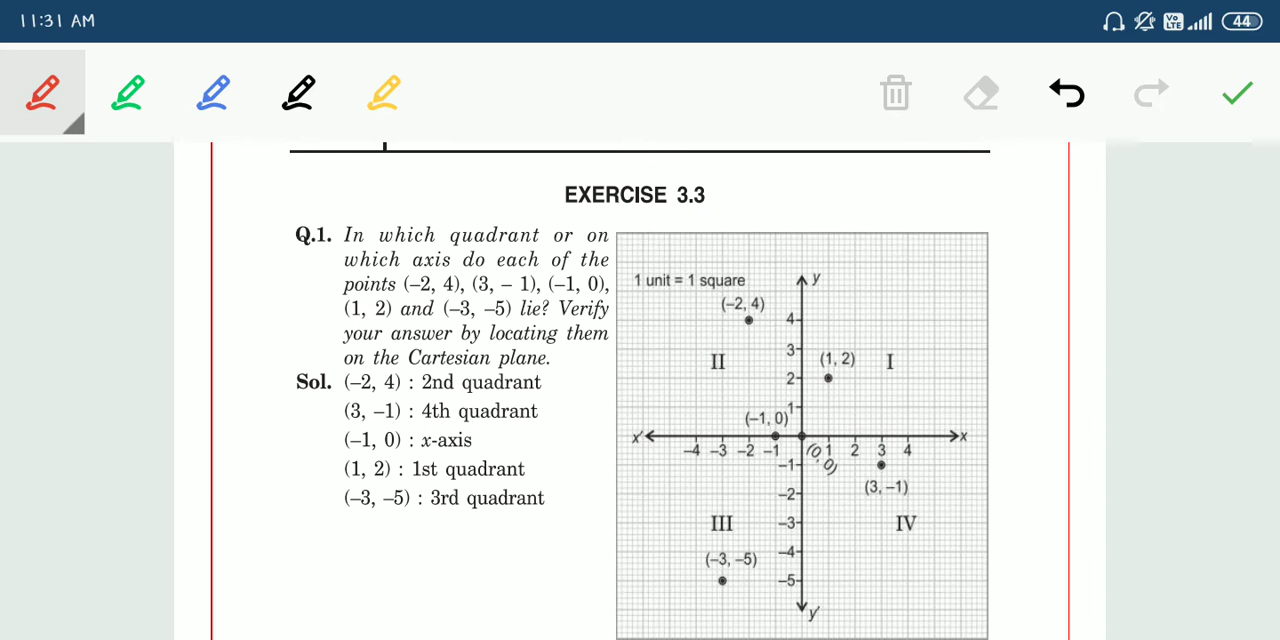 11:31 AM
Vo LTE
44
EXERCISE 3.3
Q.1. In which quadrant or on
which axis do each of the
points (–2, 4), (3, – 1), (–1, 0),
(1, 2) and (–3, –5) lie? Verify
your answer by locating them
on the Cartesian plane.
Sol. (–2, 4) : 2nd quadrant
(3, –1) : 4th quadrant
(–1, 0) : x-axis
(1, 2) : 1st quadrant
(–3, –5) : 3rd quadrant
1 unit = 1 square
y
(–2, 4)
4
3
(1, 2)
II
I
2
1
(–1, 0)
x′
x
–4 –3 –2 –1
(0, 0)
1 2 3 4
–1
(3, –1)
–2
III
–3
IV
–4
(–3, –5)
–5
y′